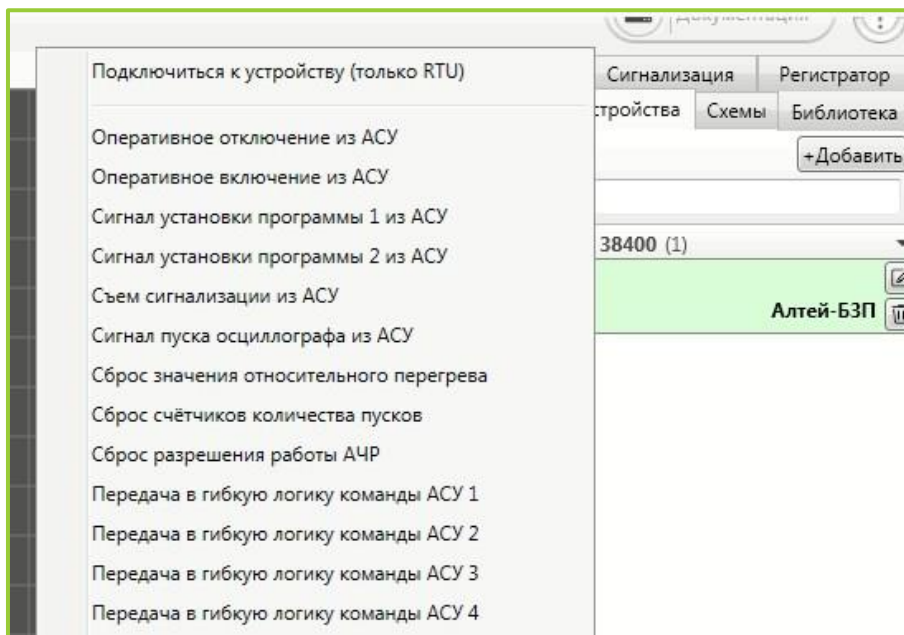 Документация
Подключиться к устройству (только RTU)
Оперативное отключение из АСУ
Оперативное включение из АСУ
Сигнал установки программы 1 из АСУ
Сигнал установки программы 2 из АСУ
Съем сигнализации из АСУ
Сигнал пуска осциллографа из АСУ
Сброс значения относительного перегрева
Сброс счётчиков количества пусков
Сброс разрешения работы АЧР
Передача в гибкую логику команды АСУ 1
Передача в гибкую логику команды АСУ 2
Передача в гибкую логику команды АСУ 3
Передача в гибкую логику команды АСУ 4
Сигнализация Регистратор
стройства Схемы Библиотека
+Добавить
38400 (1)
Алтей-БЗП